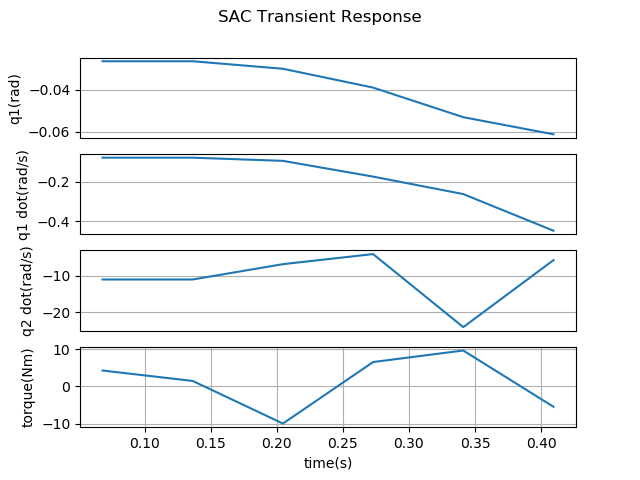 SAC Transient Response
q1(rad)
−0.04
−0.06
q1 dot(rad/s)
−0.2
−0.4
q2 dot(rad/s)
−10
−20
torque(Nm)
10
0
−10
0.10 0.15 0.20 0.25 0.30 0.35 0.40
time(s)